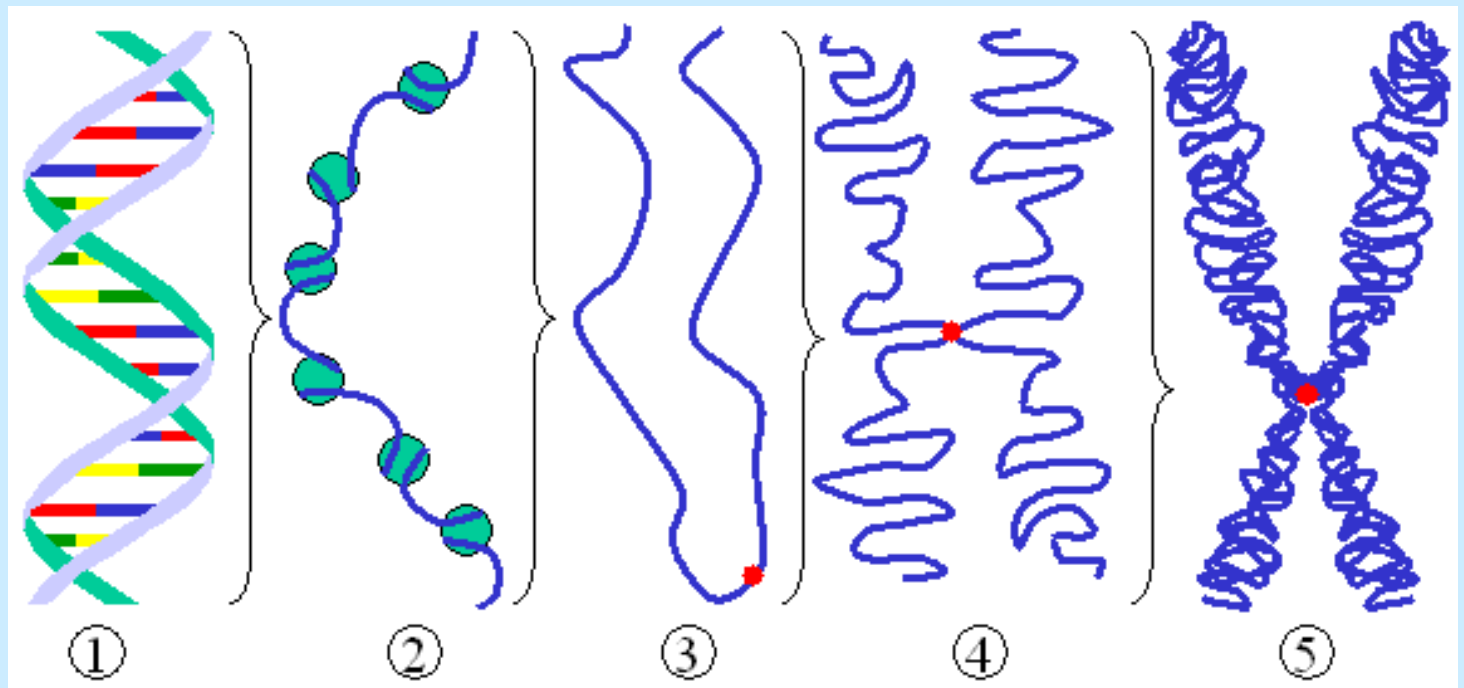 ① ② ③ ④ ⑤